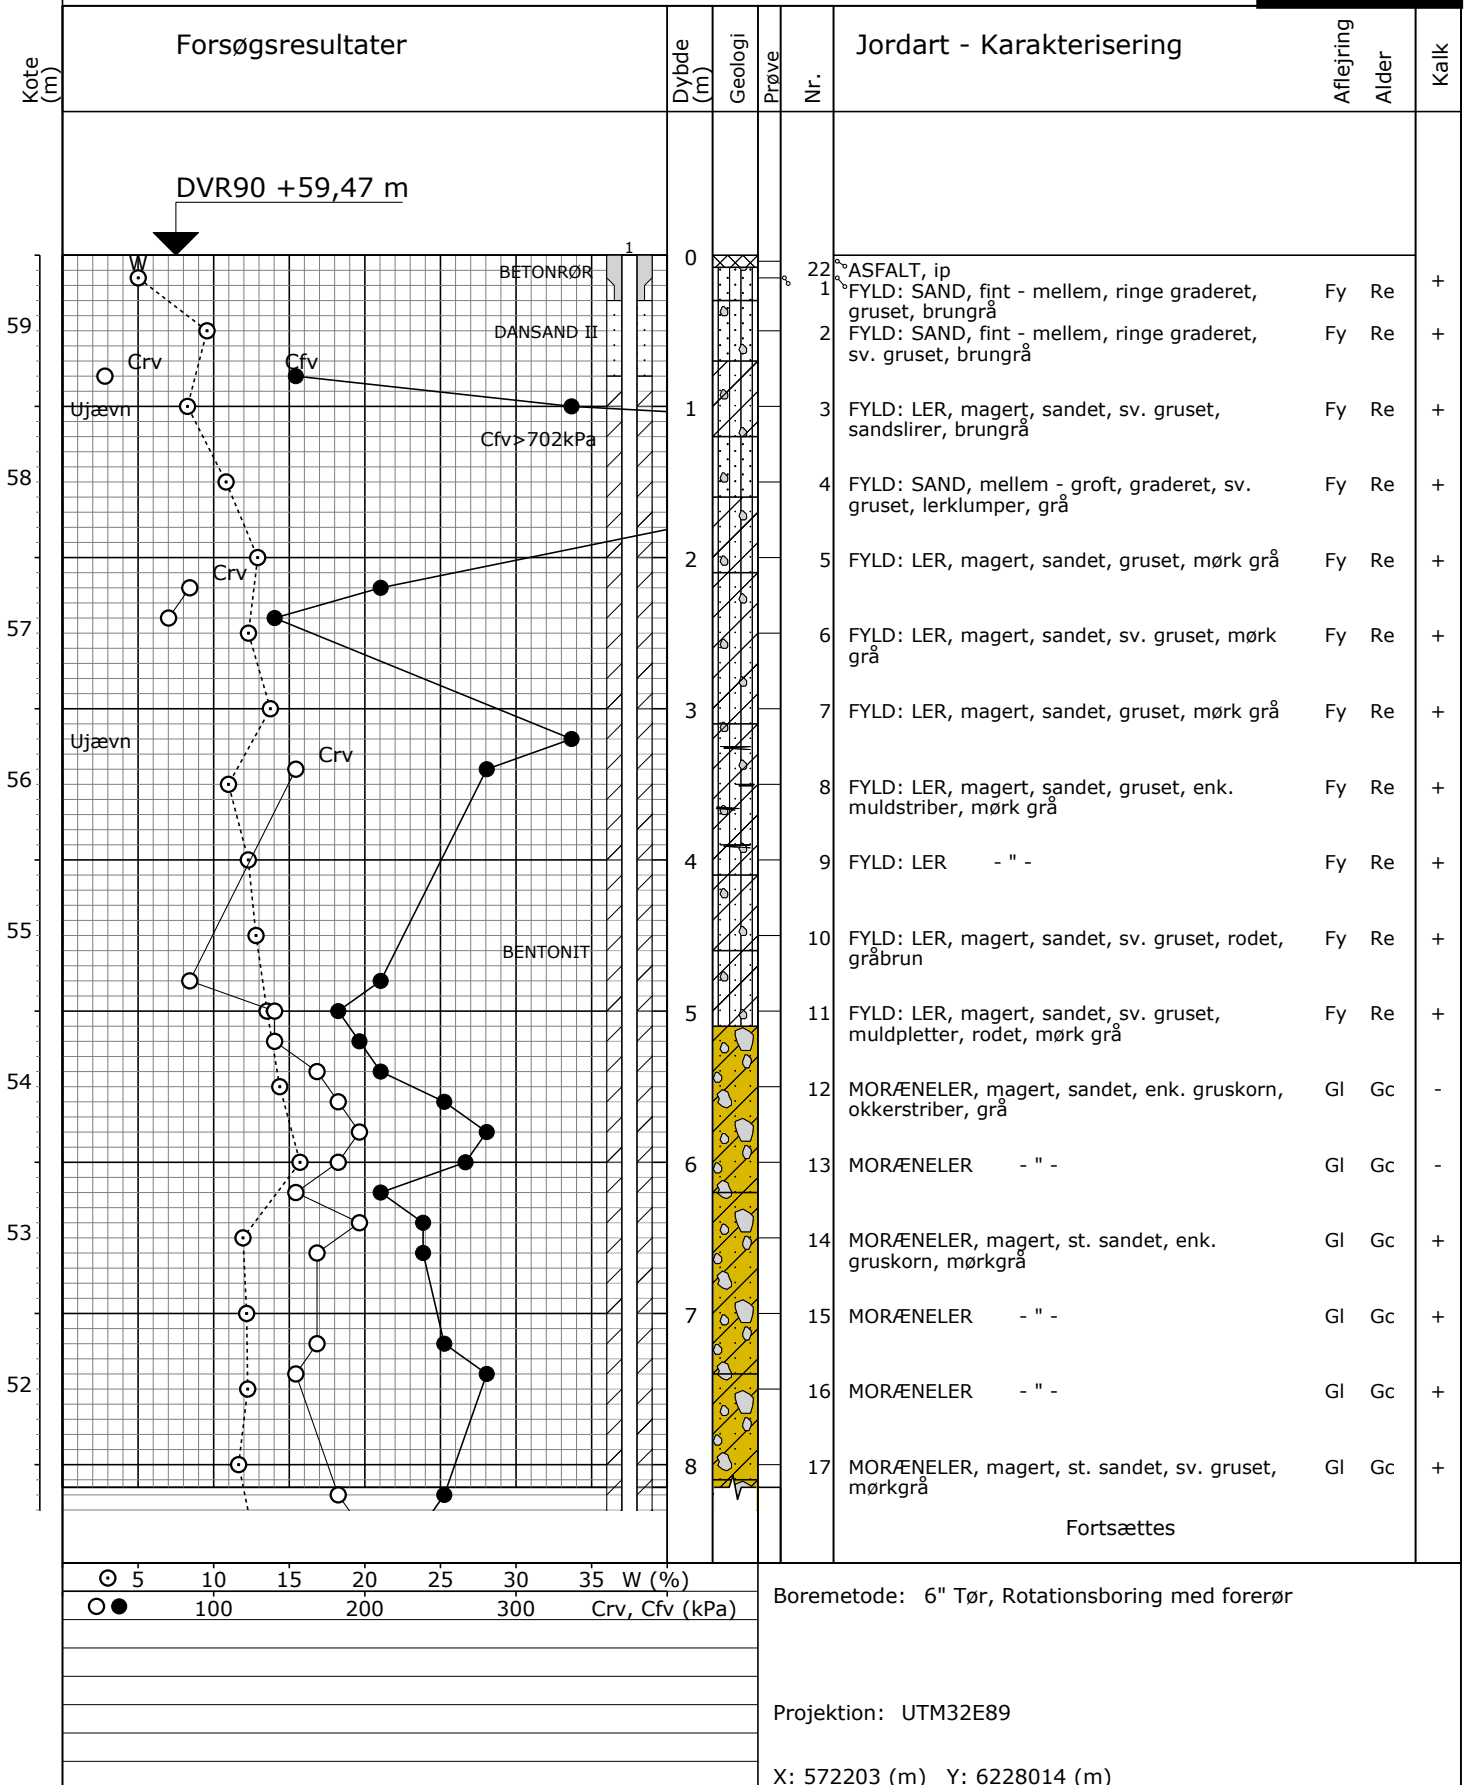 Forsøgsresultater
Kote (m)
Dybde (m)
Geologi
Prøve
Nr.
Jordart - Karakterisering
Aflejring
Alder
Kalk
DVR90 +59,47 m
W
BETONRØR
1
0
22 ASFALT, ip +
1 FYLD: SAND, fint - mellem, ringe graderet, Fy Re
gruset, brungrå
59
DANSAND II
2 FYLD: SAND, fint - mellem, ringe graderet, Fy Re +
sv. gruset, brungrå
Crv
Cfv
Ujævn
1
3 FYLD: LER, magert, sandet, sv. gruset, Fy Re +
sandslirer, brungrå
Cfv>702kPa
58
4 FYLD: SAND, mellem - groft, graderet, sv. Fy Re +
gruset, lerklumper, grå
2
5 FYLD: LER, magert, sandet, gruset, mørk grå Fy Re +
Crv
57
6 FYLD: LER, magert, sandet, sv. gruset, mørk Fy Re +
grå
3
7 FYLD: LER, magert, sandet, gruset, mørk grå Fy Re +
Ujævn
Crv
56
8 FYLD: LER, magert, sandet, gruset, enk. Fy Re +
muldstriber, mørk grå
4
9 FYLD: LER - " - Fy Re +
55
BENTONIT
10 FYLD: LER, magert, sandet, sv. gruset, rodet, Fy Re +
gråbrun
5
11 FYLD: LER, magert, sandet, sv. gruset, Fy Re +
muldpletter, rodet, mørk grå
54
12 MORÆNELER, magert, sandet, enk. gruskorn, Gl Gc -
okkerstriber, grå
6
13 MORÆNELER - " - Gl Gc -
53
14 MORÆNELER, magert, st. sandet, enk. Gl Gc +
gruskorn, mørkgrå
7
15 MORÆNELER - " - Gl Gc +
52
16 MORÆNELER - " - Gl Gc +
8
17 MORÆNELER, magert, st. sandet, sv. gruset, Gl Gc +
mørkgrå
Fortsættes
5 10 15 20 25 30 35 W (%)
100 200 300 Crv, Cfv (kPa)
Boremetode: 6" Tør, Rotationsboring med forerør
Projektion: UTM32E89
X: 572203 (m) Y: 6228014 (m)